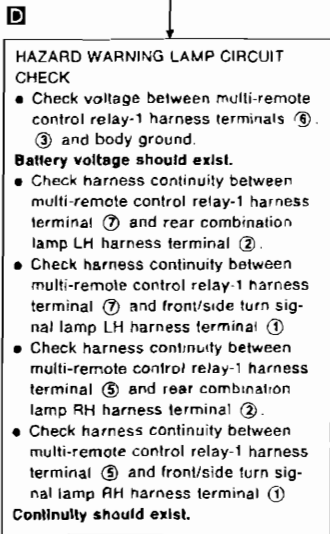 D
HAZARD WARNING LAMP CIRCUIT
CHECK
● Check voltage between multi-remote
control relay-1 harness terminals ⑥.
③ and body ground.
Battery voltage should exist.
● Check harness continuity between
multi-remote control relay-1 harness
terminal ⑦ and rear combination
lamp LH harness terminal ②.
● Check harness continuity between
multi-remote control relay-1 harness
terminal ⑦ and front/side turn sig-
nal lamp LH harness terminal ①
● Check harness continuity between
multi-remote control relay-1 harness
terminal ⑤ and rear combination
lamp RH harness terminal ②.
● Check harness continuity between
multi-remote control relay-1 harness
terminal ⑤ and front/side turn sig-
nal lamp RH harness terminal ①
Continuity should exist.